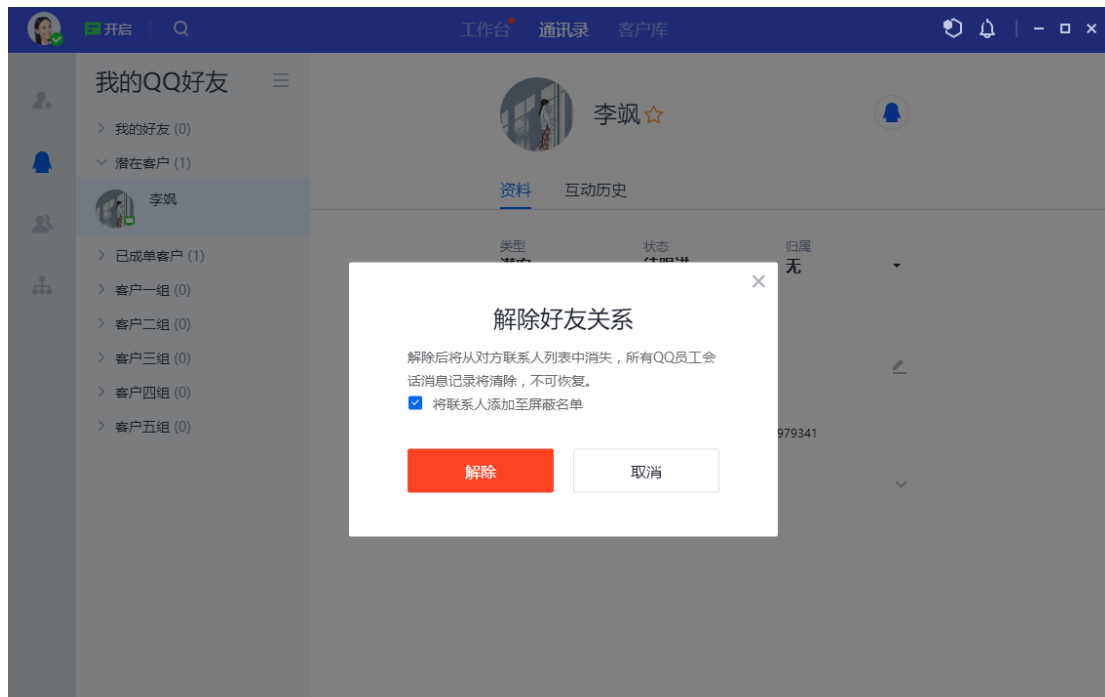 开启
工作台 通讯录 客户库
我的QQ好友
我的好友 (0)
潜在客户 (1)
李飒
已成单客户 (1)
客户一组 (0)
客户二组 (0)
客户三组 (0)
客户四组 (0)
客户五组 (0)
李飒
资料 互动历史
类型 状态 归属
无
解除好友关系
解除后将从对方联系人列表中消失，所有QQ员工会
话消息记录将清除，不可恢复。
将联系人添加至屏蔽名单
979341
解除 取消